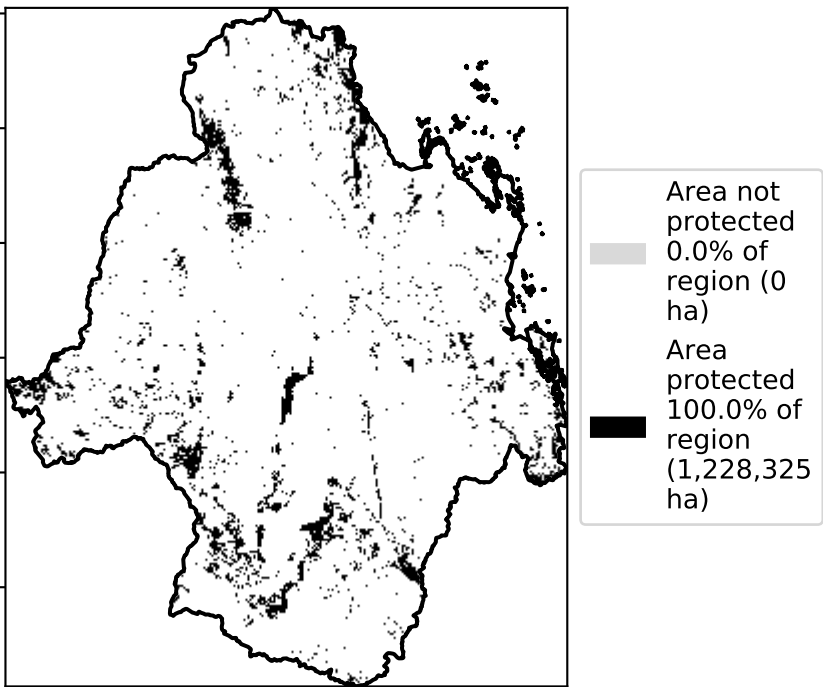 Area not
protected
0.0% of
region (0
ha)
Area
protected
100.0% of
region
(1,228,325
ha)